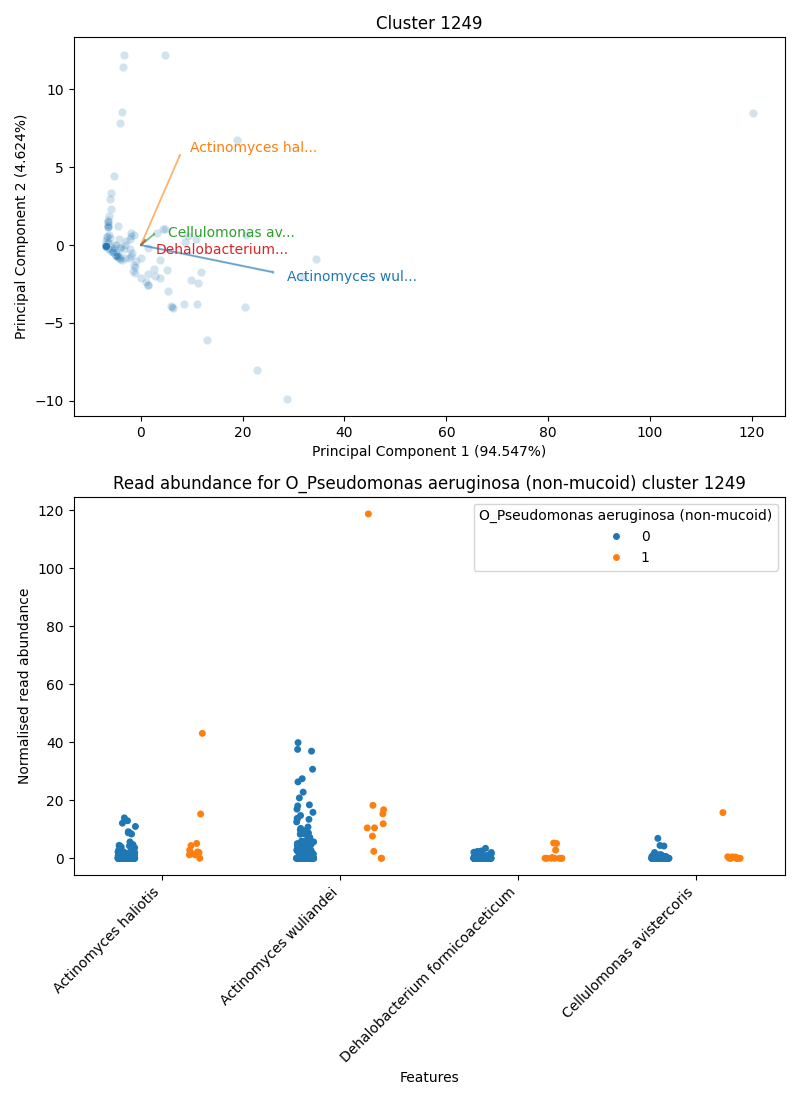 Cluster 1249
Principal Component 2 (4.624%)
10
5
0
−5
−10
Actinomyces hal...
Cellulomonas av...
Dehalobacterium...
Actinomyces wul...
0
20
40
60
80
100
120
Principal Component 1 (94.547%)
Read abundance for O_Pseudomonas aeruginosa (non-mucoid) cluster 1249
Normalised read abundance
120
100
80
60
40
20
0
O_Pseudomonas aeruginosa (non-mucoid)
0
1
Actinomyces haliotis
Actinomyces wuliandei
Dehalobacterium formicoaceticum
Cellulomonas avistercoris
Features